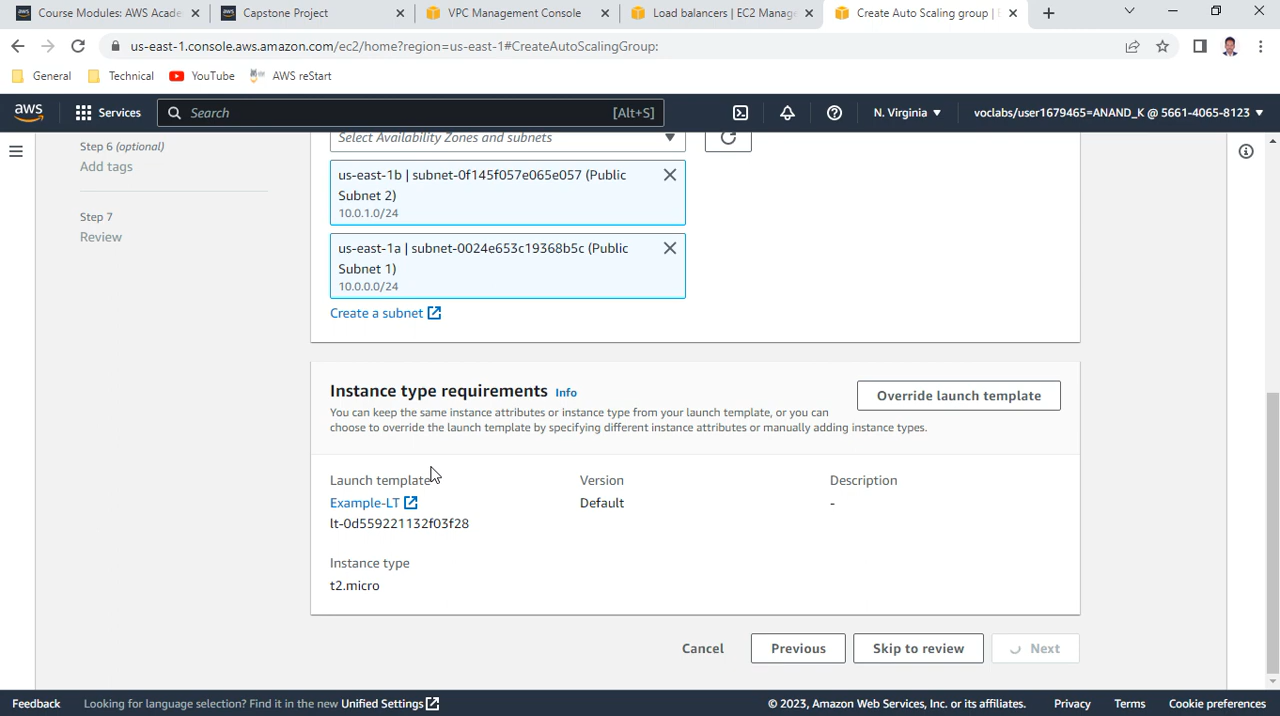 Course Modules: AWS Acade
Capstone Project
VPC Management Console
Load balancers | EC2 Manage
Create Auto Scaling group |
us-east-1.console.aws.amazon.com/ec2/home?region=us-east-1#CreateAutoScalingGroup:
General
Technical
YouTube
AWS reStart
aws
Services
Search
[Alt+S]
N. Virginia
voclabs/user1679465=ANAND_K @ 5661-4065-8123
Step 6 (optional)
Add tags
Step 7
Review
Select Availability Zones and subnets
us-east-1b | subnet-0f145f057e065e057 (Public
Subnet 2)
10.0.1.0/24
us-east-1a | subnet-0024e653c19368b5c (Public
Subnet 1)
10.0.0.0/24
Create a subnet
Instance type requirements Info
Override launch template
You can keep the same instance attributes or instance type from your launch template, or you can
choose to override the launch template by specifying different instance attributes or manually adding instance types.
Launch template
Version
Description
Example-LT
Default
-
lt-0d559221132f03f28
Instance type
t2.micro
Cancel
Previous
Skip to review
Next
Feedback
Looking for language selection? Find it in the new Unified Settings
© 2023, Amazon Web Services, Inc. or its affiliates.
Privacy
Terms
Cookie preferences